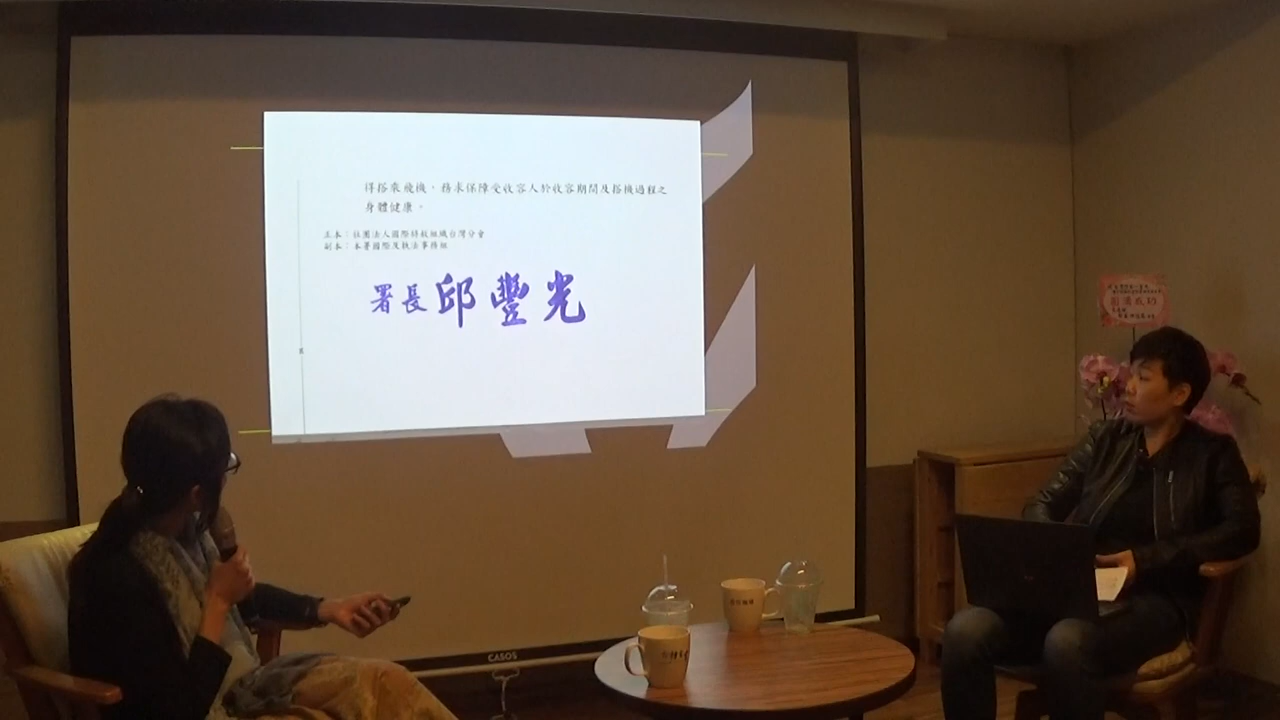 得搭乘飛機，務求保障受收容人於收容期間及搭機過程之
身體健康。
正本：社團法人國際特赦組織台灣分會
副本：本署國際及執法事務組
署長邱豐光
CASOS